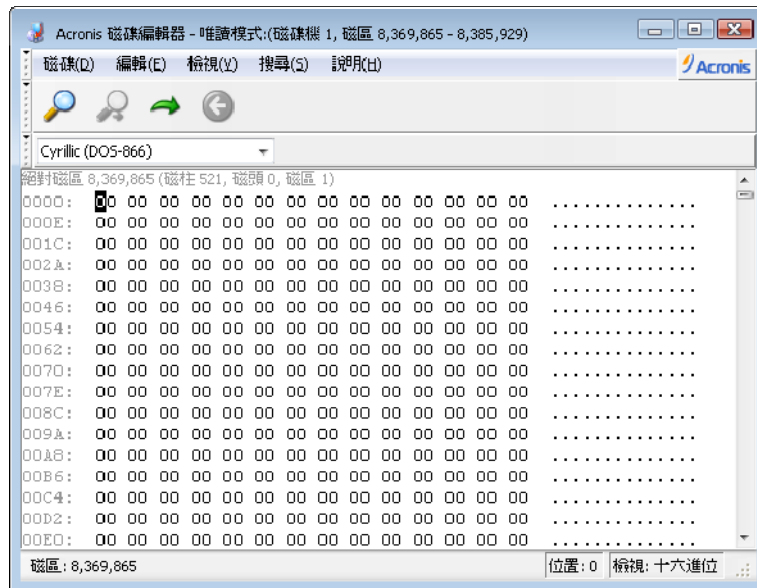 Acronis 磁碟編輯器 - 唯讀模式:(磁碟機 1, 磁區 8,369,865 - 8,385,929)
磁碟(D) 編輯(E) 檢視(V) 搜尋(S) 說明(H) Acronis
Cyrillic (DOS-866)
絕對磁區 8,369,865 (磁柱 521, 磁頭 0, 磁區 1)
0000: 00 00 00 00 00 00 00 00 00 00 00 00 00 00 ..............
000E: 00 00 00 00 00 00 00 00 00 00 00 00 00 00 ..............
001C: 00 00 00 00 00 00 00 00 00 00 00 00 00 00 ..............
002A: 00 00 00 00 00 00 00 00 00 00 00 00 00 00 ..............
0038: 00 00 00 00 00 00 00 00 00 00 00 00 00 00 ..............
0046: 00 00 00 00 00 00 00 00 00 00 00 00 00 00 ..............
0054: 00 00 00 00 00 00 00 00 00 00 00 00 00 00 ..............
0062: 00 00 00 00 00 00 00 00 00 00 00 00 00 00 ..............
0070: 00 00 00 00 00 00 00 00 00 00 00 00 00 00 ..............
007E: 00 00 00 00 00 00 00 00 00 00 00 00 00 00 ..............
008C: 00 00 00 00 00 00 00 00 00 00 00 00 00 00 ..............
009A: 00 00 00 00 00 00 00 00 00 00 00 00 00 00 ..............
00A8: 00 00 00 00 00 00 00 00 00 00 00 00 00 00 ..............
00B6: 00 00 00 00 00 00 00 00 00 00 00 00 00 00 ..............
00C4: 00 00 00 00 00 00 00 00 00 00 00 00 00 00 ..............
00D2: 00 00 00 00 00 00 00 00 00 00 00 00 00 00 ..............
00E0: 00 00 00 00 00 00 00 00 00 00 00 00 00 00 ..............
磁區: 8,369,865 位置: 0 檢視: 十六進位